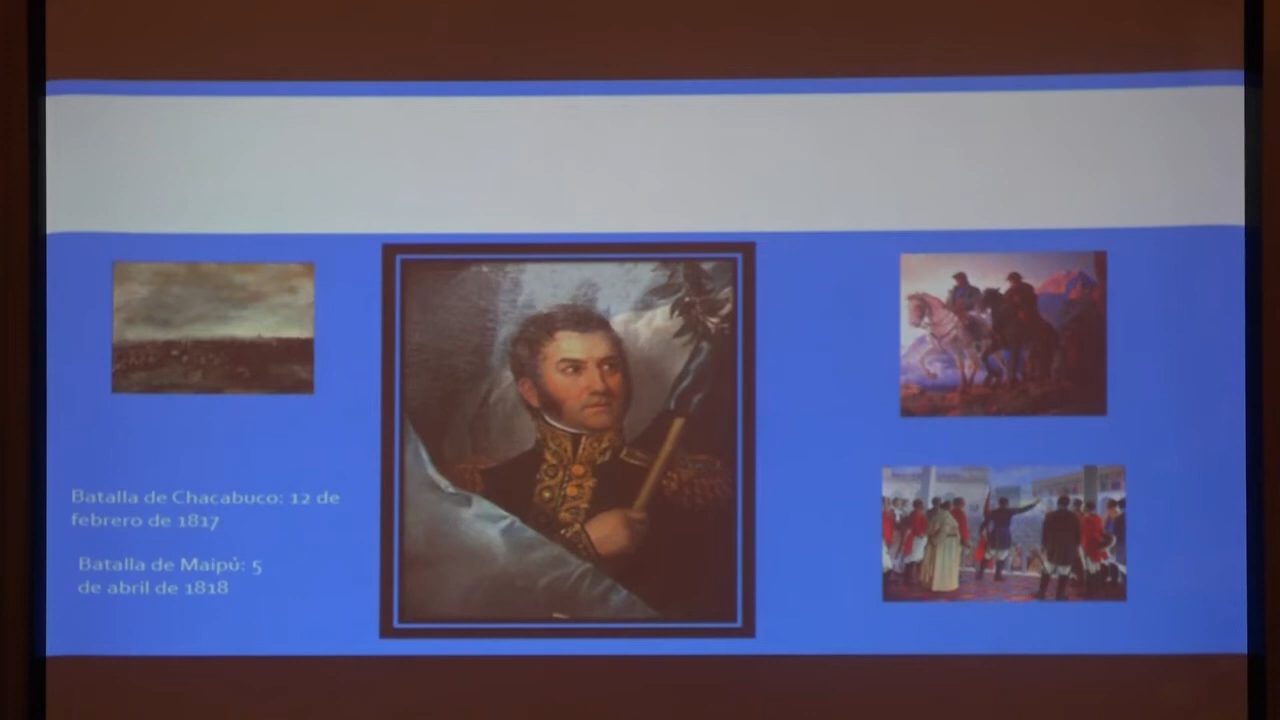 Batalla de Chacabuco: 12 de
febrero de 1817
Batalla de Maipú: 5
de abril de 1818